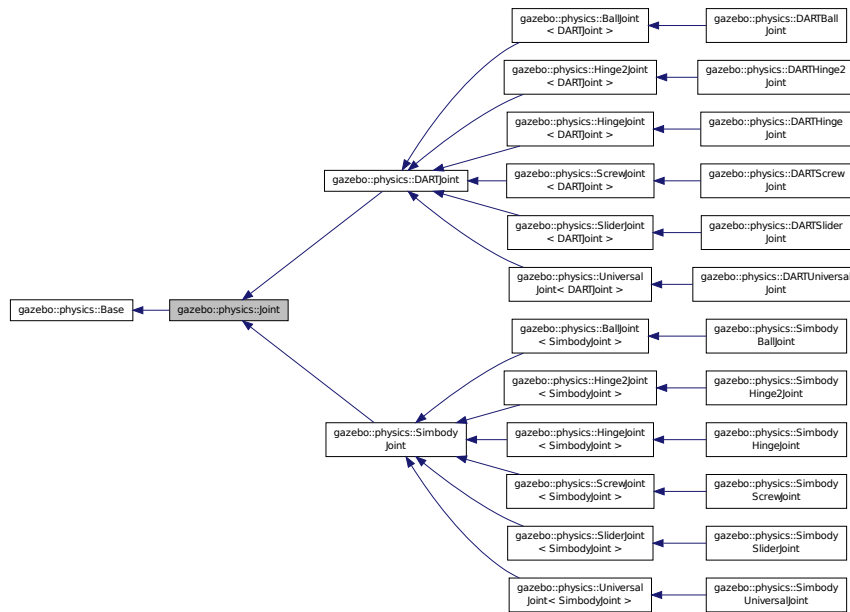 gazebo::physics::BallJoint
< DARTJoint >
gazebo::physics::DARTBall
Joint
gazebo::physics::Hinge2Joint
< DARTJoint >
gazebo::physics::DARTHinge2
Joint
gazebo::physics::HingeJoint
< DARTJoint >
gazebo::physics::DARTHinge
Joint
gazebo::physics::DARTJoint
gazebo::physics::ScrewJoint
< DARTJoint >
gazebo::physics::DARTScrew
Joint
gazebo::physics::SliderJoint
< DARTJoint >
gazebo::physics::DARTSlider
Joint
gazebo::physics::Universal
Joint< DARTJoint >
gazebo::physics::DARTUniversal
Joint
gazebo::physics::Base
gazebo::physics::Joint
gazebo::physics::BallJoint
< SimbodyJoint >
gazebo::physics::Simbody
BallJoint
gazebo::physics::Hinge2Joint
< SimbodyJoint >
gazebo::physics::Simbody
Hinge2Joint
gazebo::physics::Simbody
Joint
gazebo::physics::HingeJoint
< SimbodyJoint >
gazebo::physics::Simbody
HingeJoint
gazebo::physics::ScrewJoint
< SimbodyJoint >
gazebo::physics::Simbody
ScrewJoint
gazebo::physics::SliderJoint
< SimbodyJoint >
gazebo::physics::Simbody
SliderJoint
gazebo::physics::Universal
Joint< SimbodyJoint >
gazebo::physics::Simbody
UniversalJoint